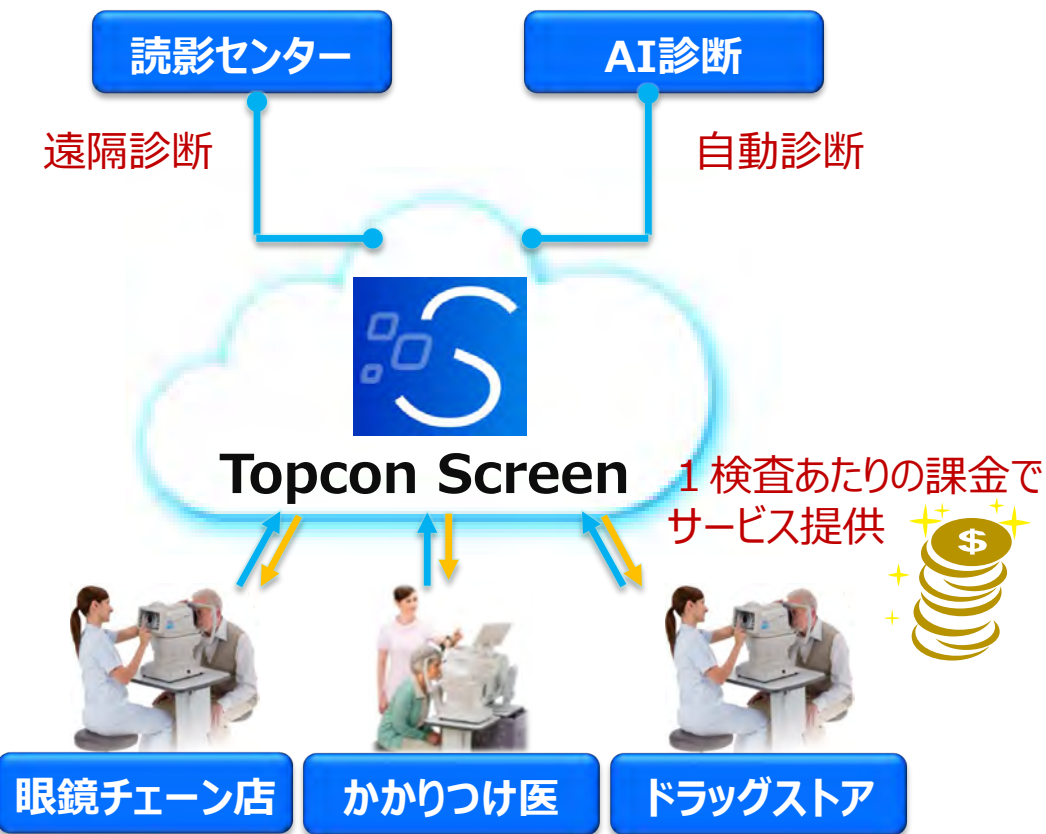 読影センター
AI診断
遠隔診断
自動診断
S
Topcon Screen
1検査あたりの課金で
サービス提供
$
眼鏡チェーン店
かかりつけ医
ドラッグストア